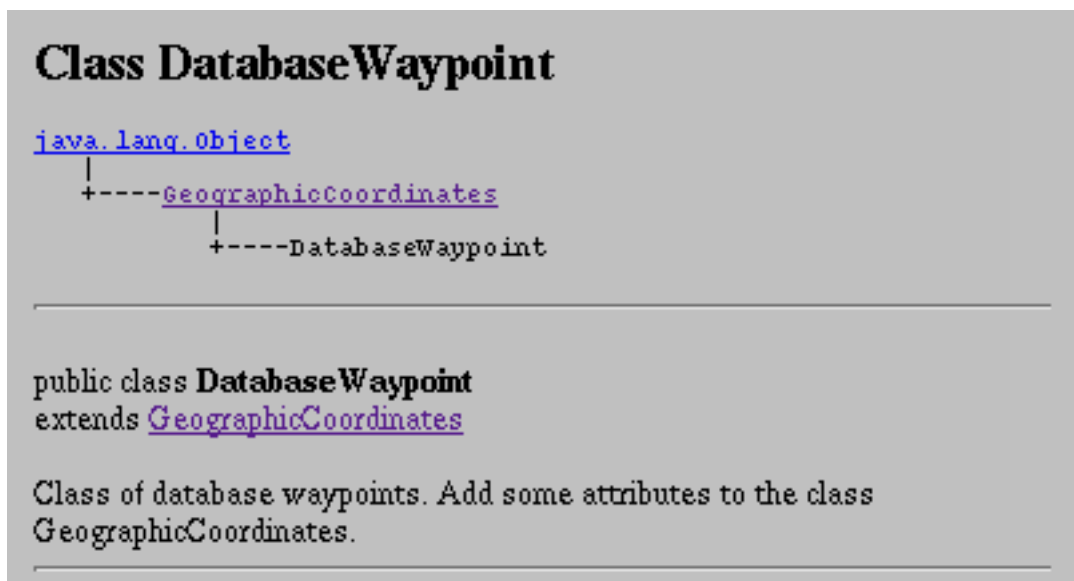 Class DatabaseWaypoint
java.lang.Object
|
+----GeographicCoordinates
|
+----DatabaseWaypoint
public class DatabaseWaypoint
extends GeographicCoordinates
Class of database waypoints. Add some attributes to the class
GeographicCoordinates.